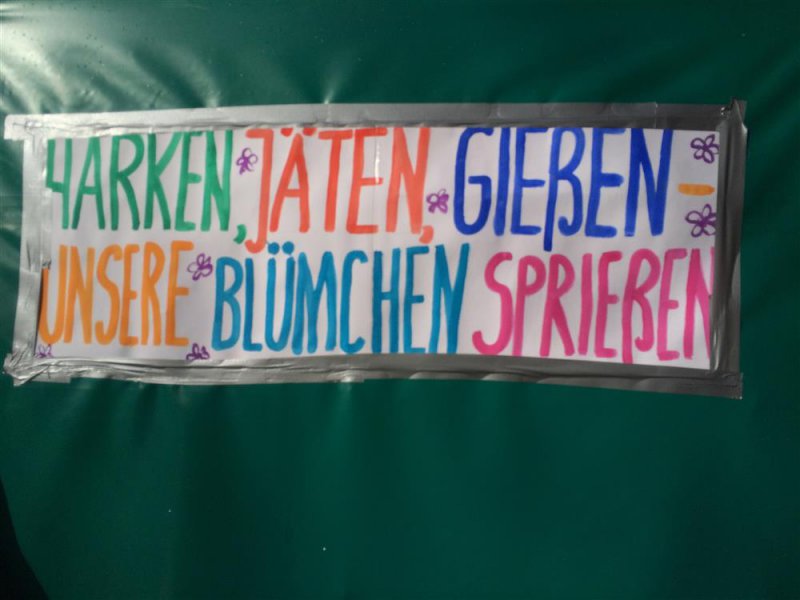 HARKEN, JÄTEN, GIEßEN -
UNSERE BLÜMCHEN SPRIEßEN